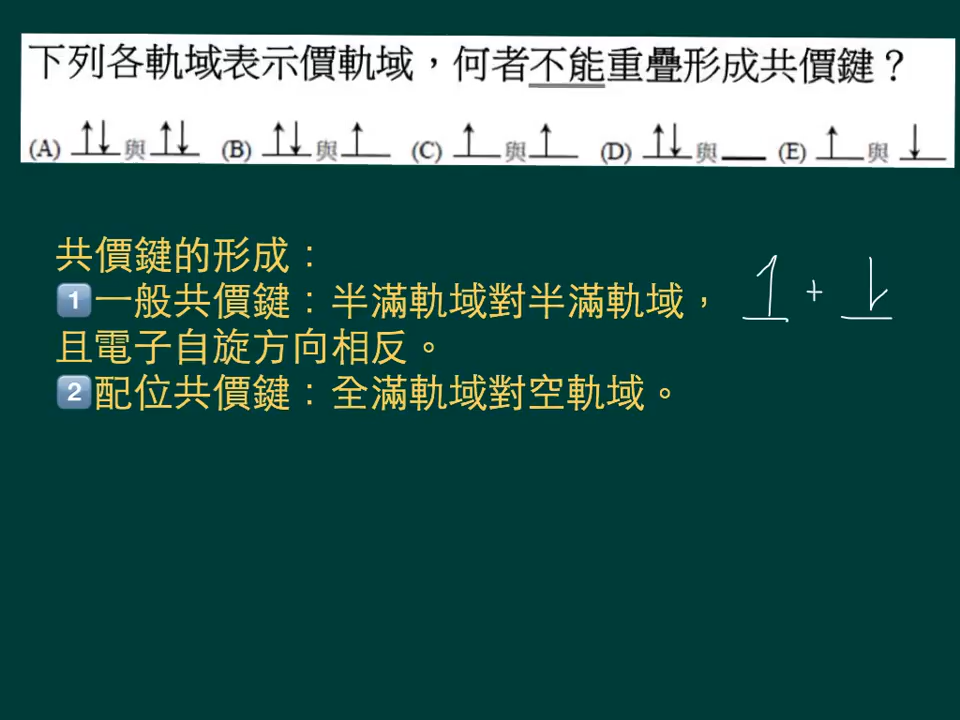 下列各軌域表示價軌域，何者不能重疊形成共價鍵？
(A) ↑↓與↑↓ (B) ↑↓與↑ (C) ↑與↑ (D) ↑↓與__ (E) ↑與↓
共價鍵的形成：
1️⃣一般共價鍵：半滿軌域對半滿軌域， 1 + ⇂
且電子自旋方向相反。
2️⃣配位共價鍵：全滿軌域對空軌域。